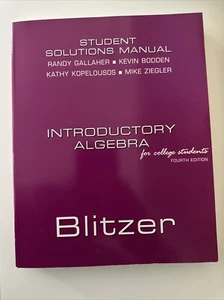 STUDENT
SOLUTIONS MANUAL
RANDY GALLAHER ■ KEVIN BODDEN
KATHY KOPELOUSOS ■ MIKE ZIEGLER
INTRODUCTORY
ALGEBRA
for college students
FOURTH EDITION
Blitzer